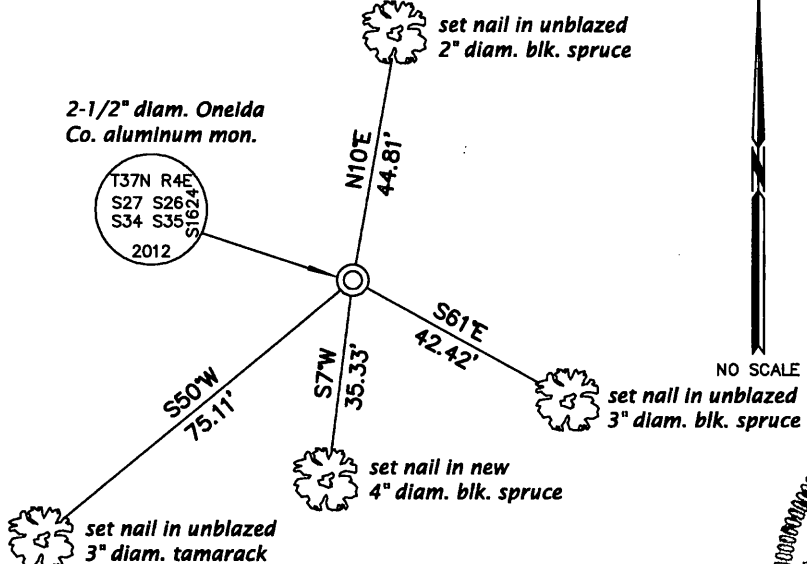 set nail in unblazed
2" diam. blk. spruce
2-1/2" diam. Oneida
Co. aluminum mon.
T37N R4E
S27 S26
S34 S35
S1624
2012
N10°E
44.81'
S61°E
42.42'
S7°W
35.33'
S50°W
75.11'
N
NO SCALE
set nail in unblazed
3" diam. blk. spruce
set nail in new
4" diam. blk. spruce
set nail in unblazed
3" diam. tamarack